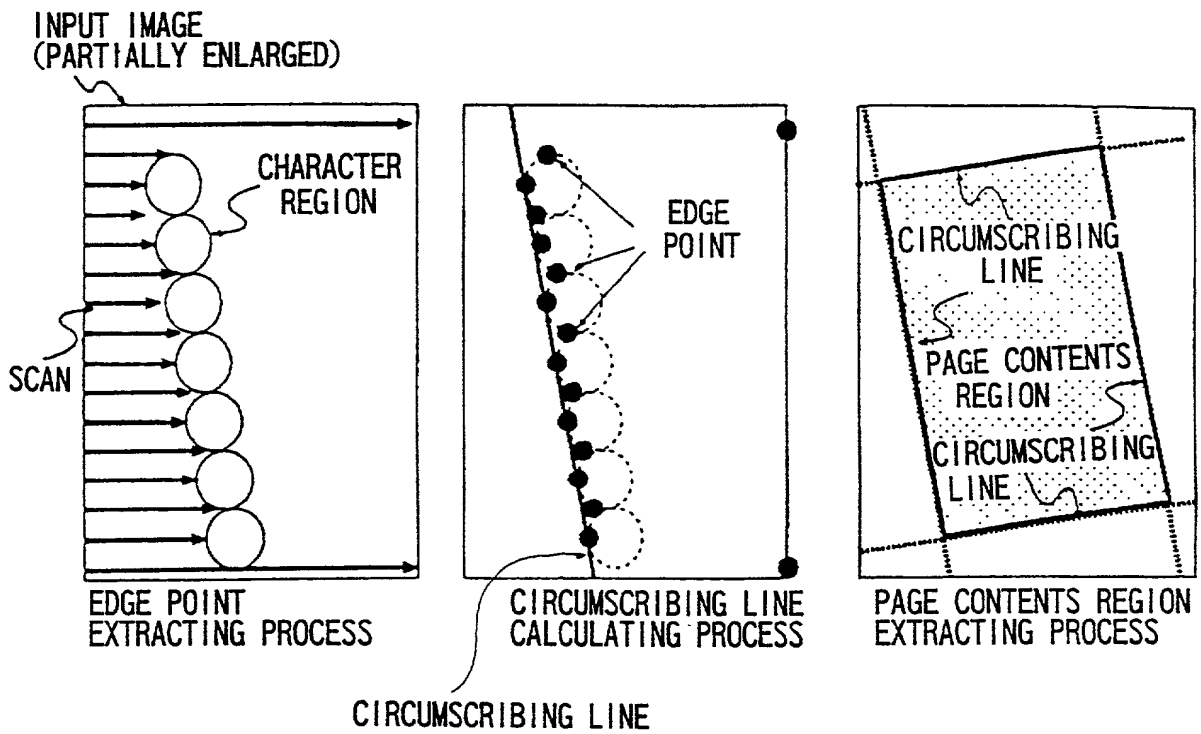 INPUT IMAGE
(PARTIALLY ENLARGED)
CHARACTER
REGION
SCAN
EDGE POINT
EXTRACTING PROCESS
EDGE
POINT
CIRCUMSCRIBING LINE
CALCULATING PROCESS
CIRCUMSCRIBING LINE
CIRCUMSCRIBING
LINE
PAGE CONTENTS
REGION
CIRCUMSCRIBING
LINE
PAGE CONTENTS REGION
EXTRACTING PROCESS